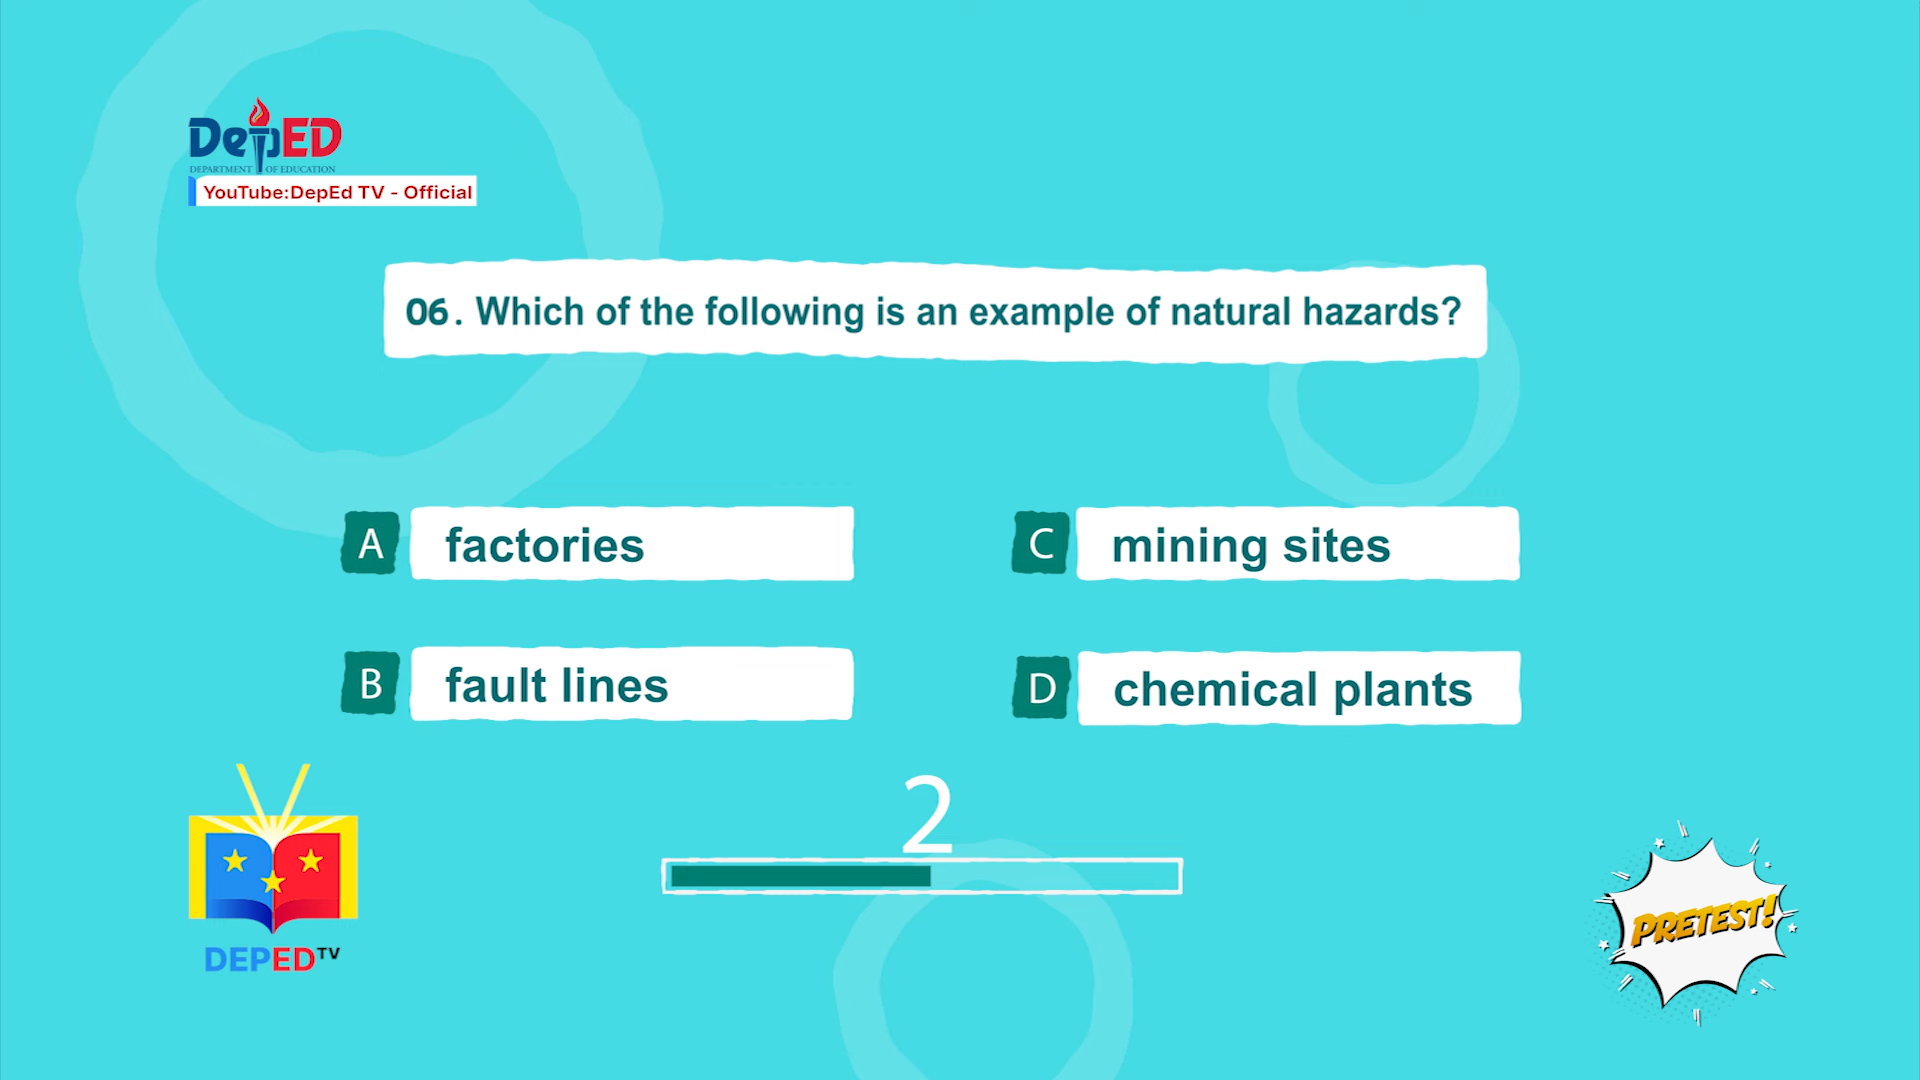 DepED
DEPARTMENT OF EDUCATION
YouTube:DepEd TV - Official
06. Which of the following is an example of natural hazards?
A factories
B fault lines
C mining sites
D chemical plants
2
DEPED TV
PRETEST!